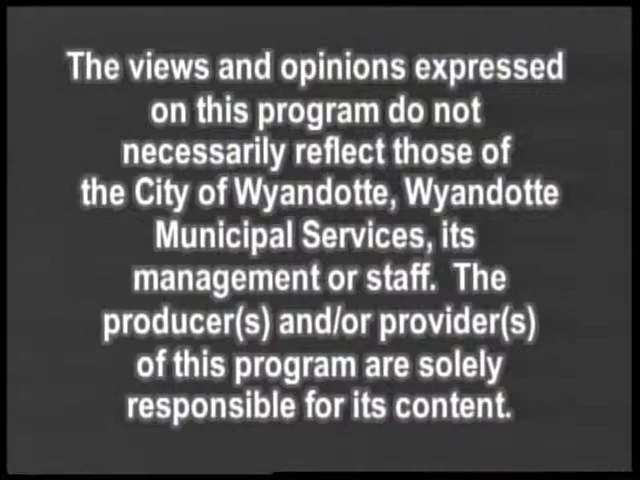 The views and opinions expressed
on this program do not
necessarily reflect those of
the City of Wyandotte, Wyandotte
Municipal Services, its
management or staff.  The
producer(s) and/or provider(s)
of this program are solely
responsible for its content.